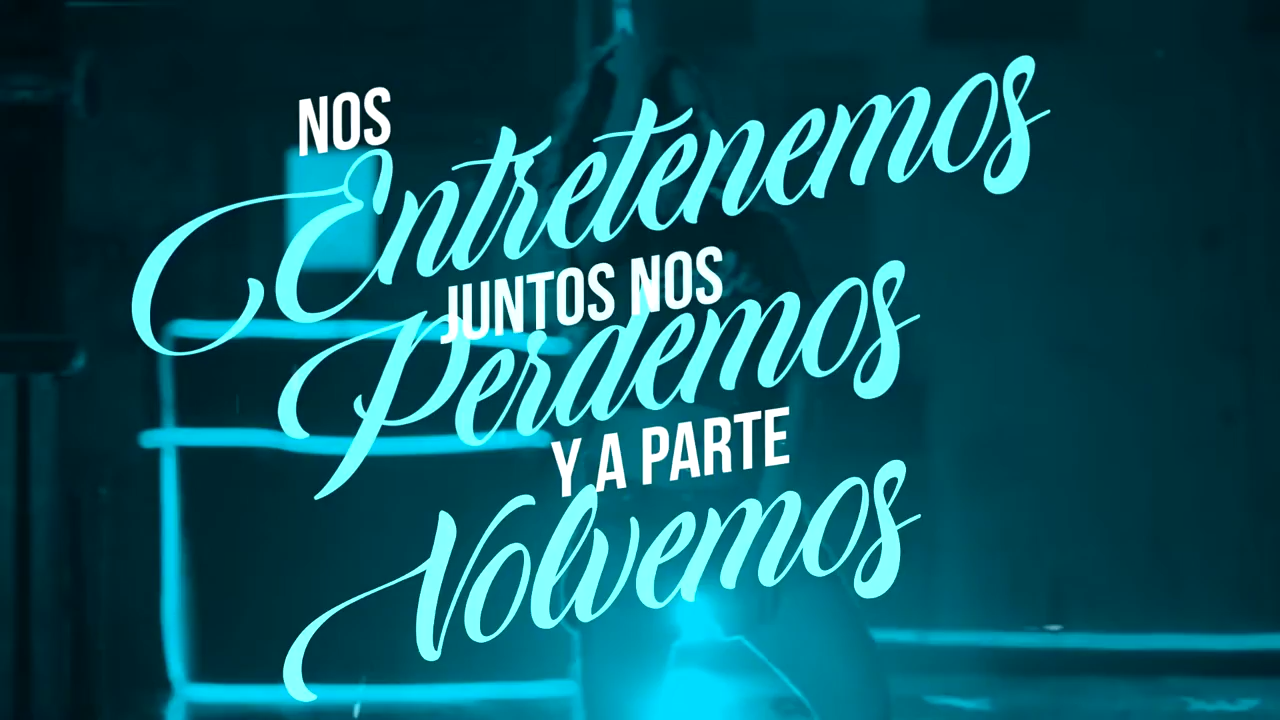 NOS
Entretenemos
JUNTOS NOS
Perdemos
Y A PARTE
Volvemos